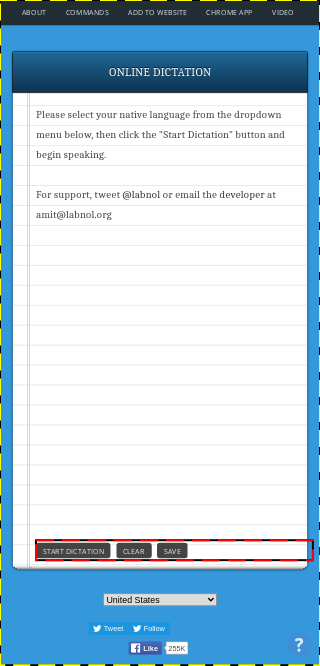 ABOUT COMMANDS ADD TO WEBSITE CHROME APP VIDEO
ONLINE DICTATION
Please select your native language from the dropdown
menu below, then click the "Start Dictation" button and
begin speaking.
For support, tweet @labnol or email the developer at
amit@labnol.org
START DICTATION CLEAR SAVE
United States
Tweet Follow
Like 255K
?